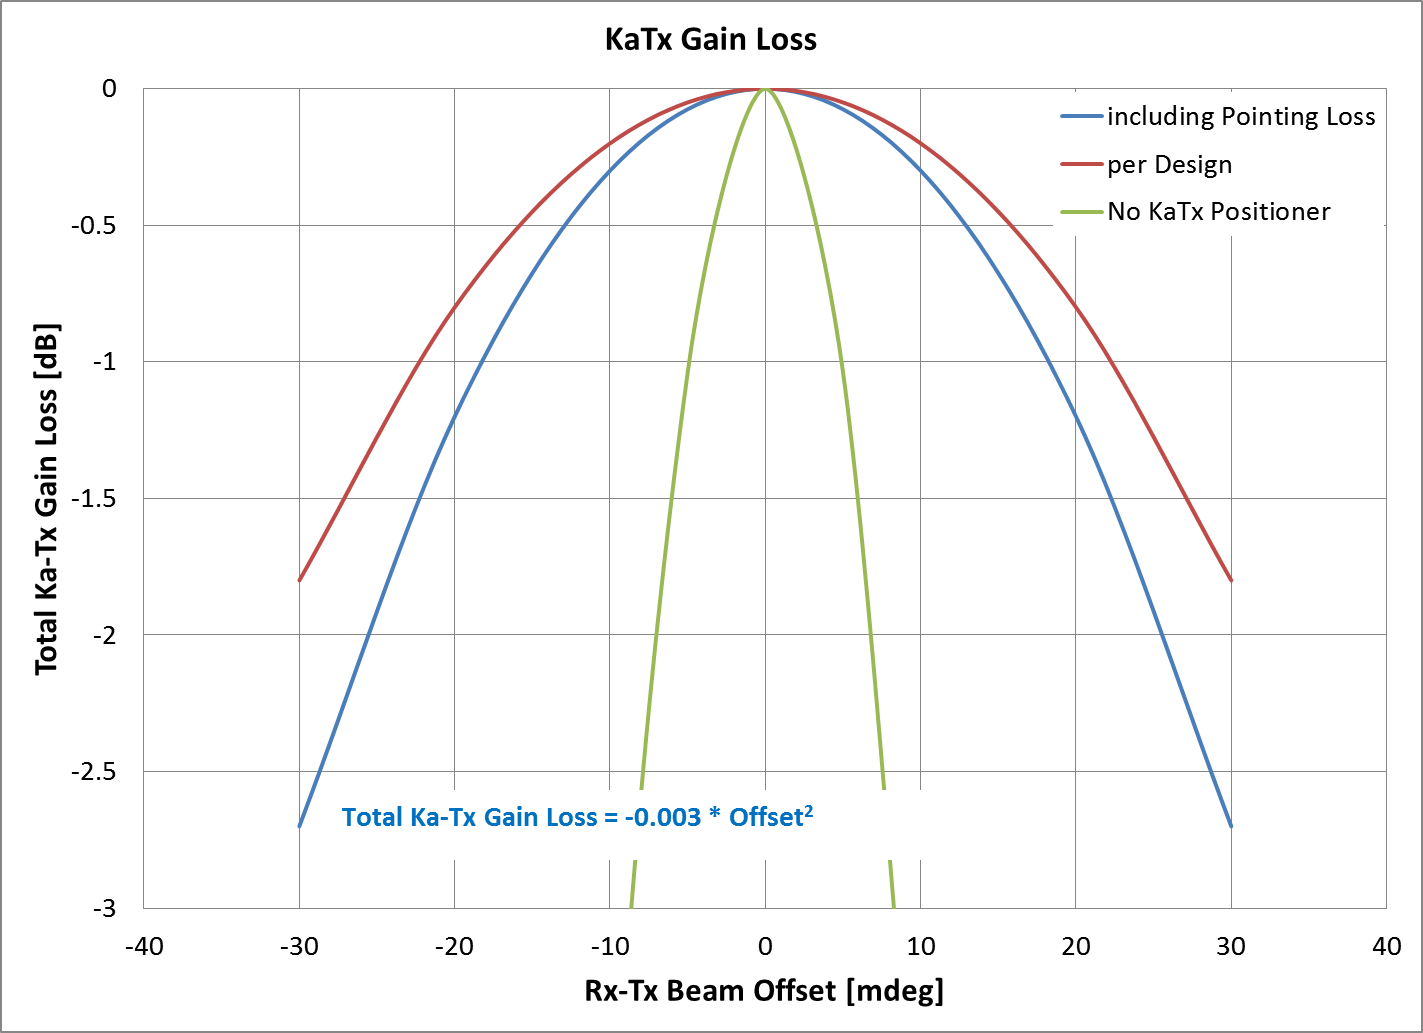 KaTx Gain Loss
0
-0.5
-1
-1.5
-2
-2.5
-3
Total Ka-Tx Gain Loss [dB]
including Pointing Loss
per Design
No KaTx Positioner
Total Ka-Tx Gain Loss = -0.003 * Offset²
-40 -30 -20 -10 0 10 20 30 40
Rx-Tx Beam Offset [mdeg]